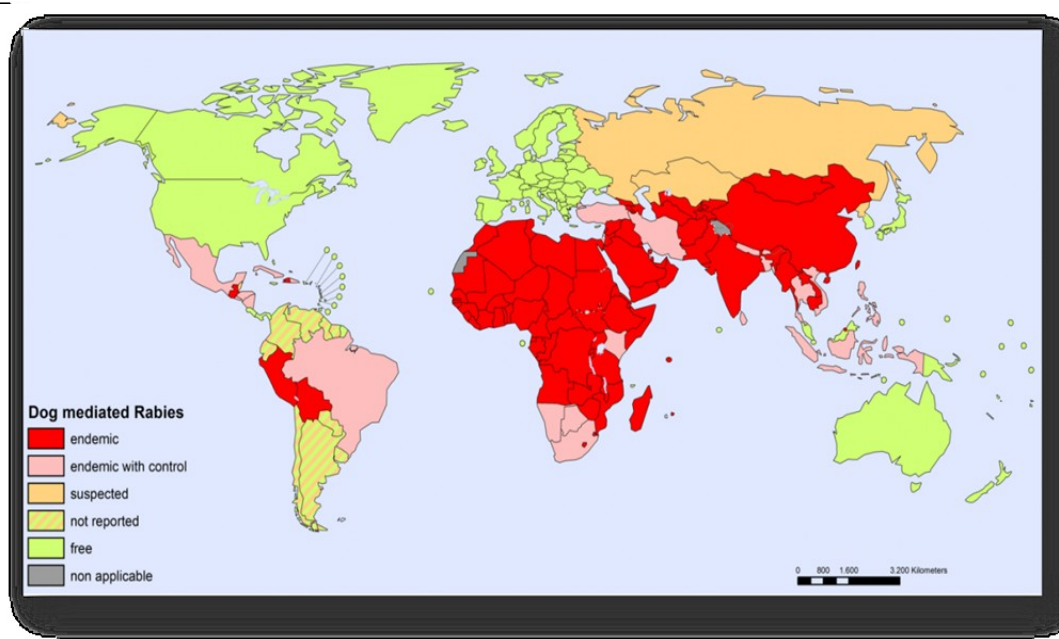 Dog mediated Rabies
endemic
endemic with control
suspected
not reported
free
non applicable
0 800 1.600 3.200 Kilometers